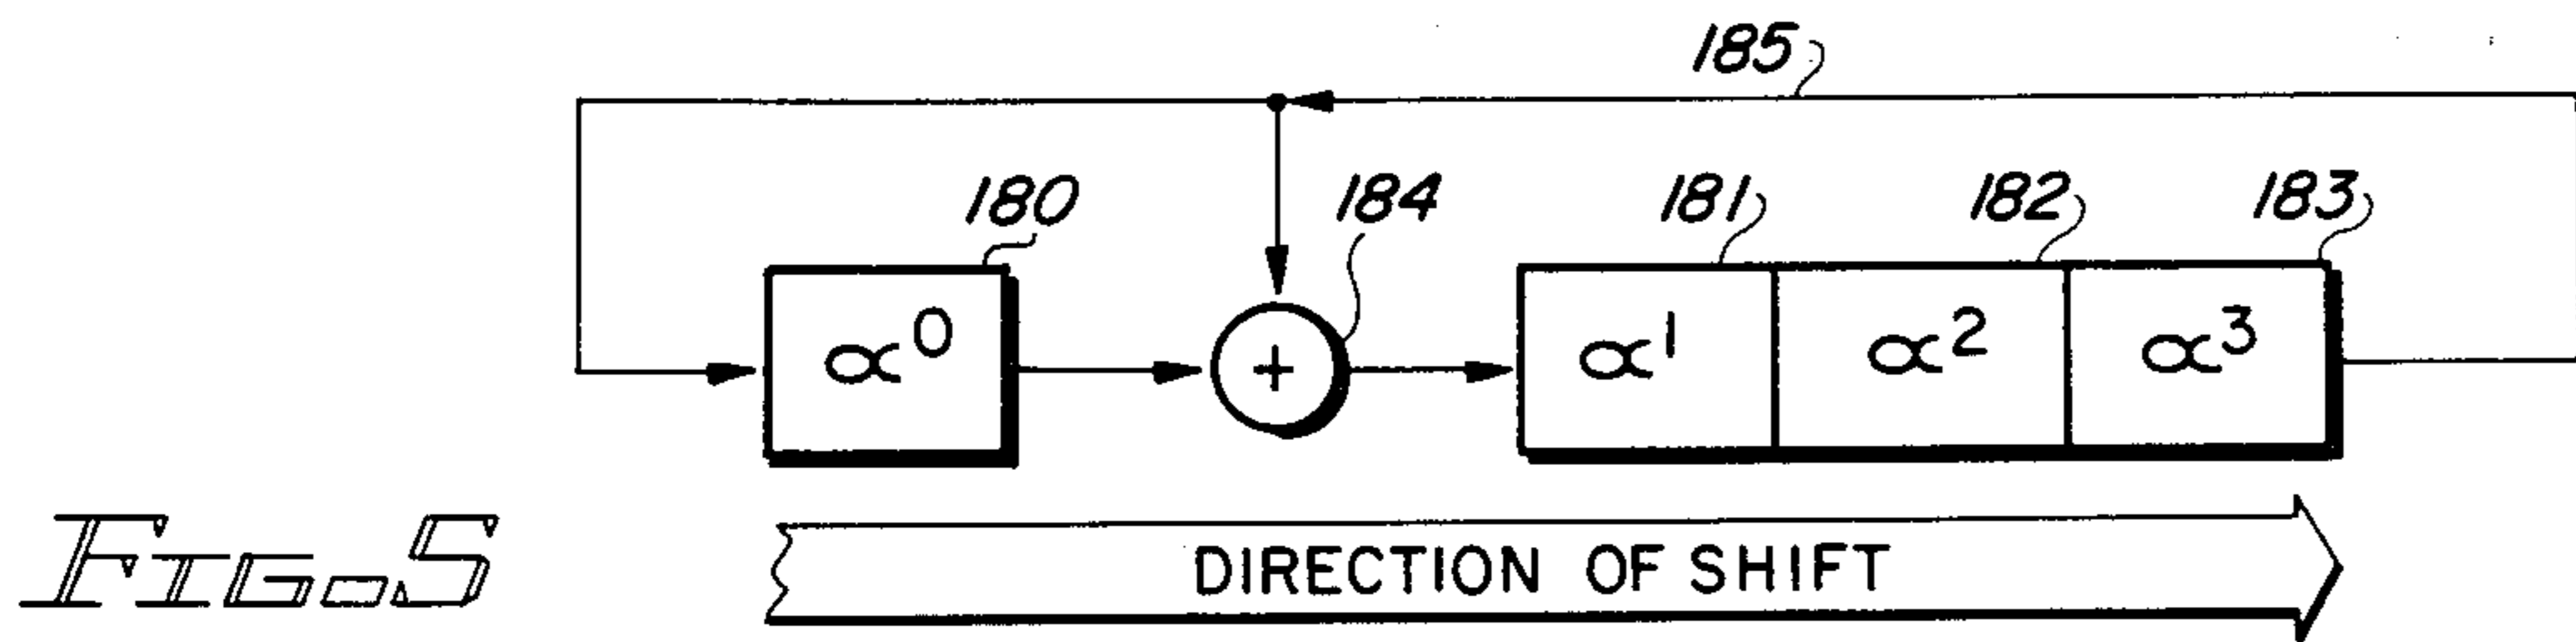 185
180 184 181 182 183
α⁰ + α¹ α² α³
FIG. 5
DIRECTION OF SHIFT